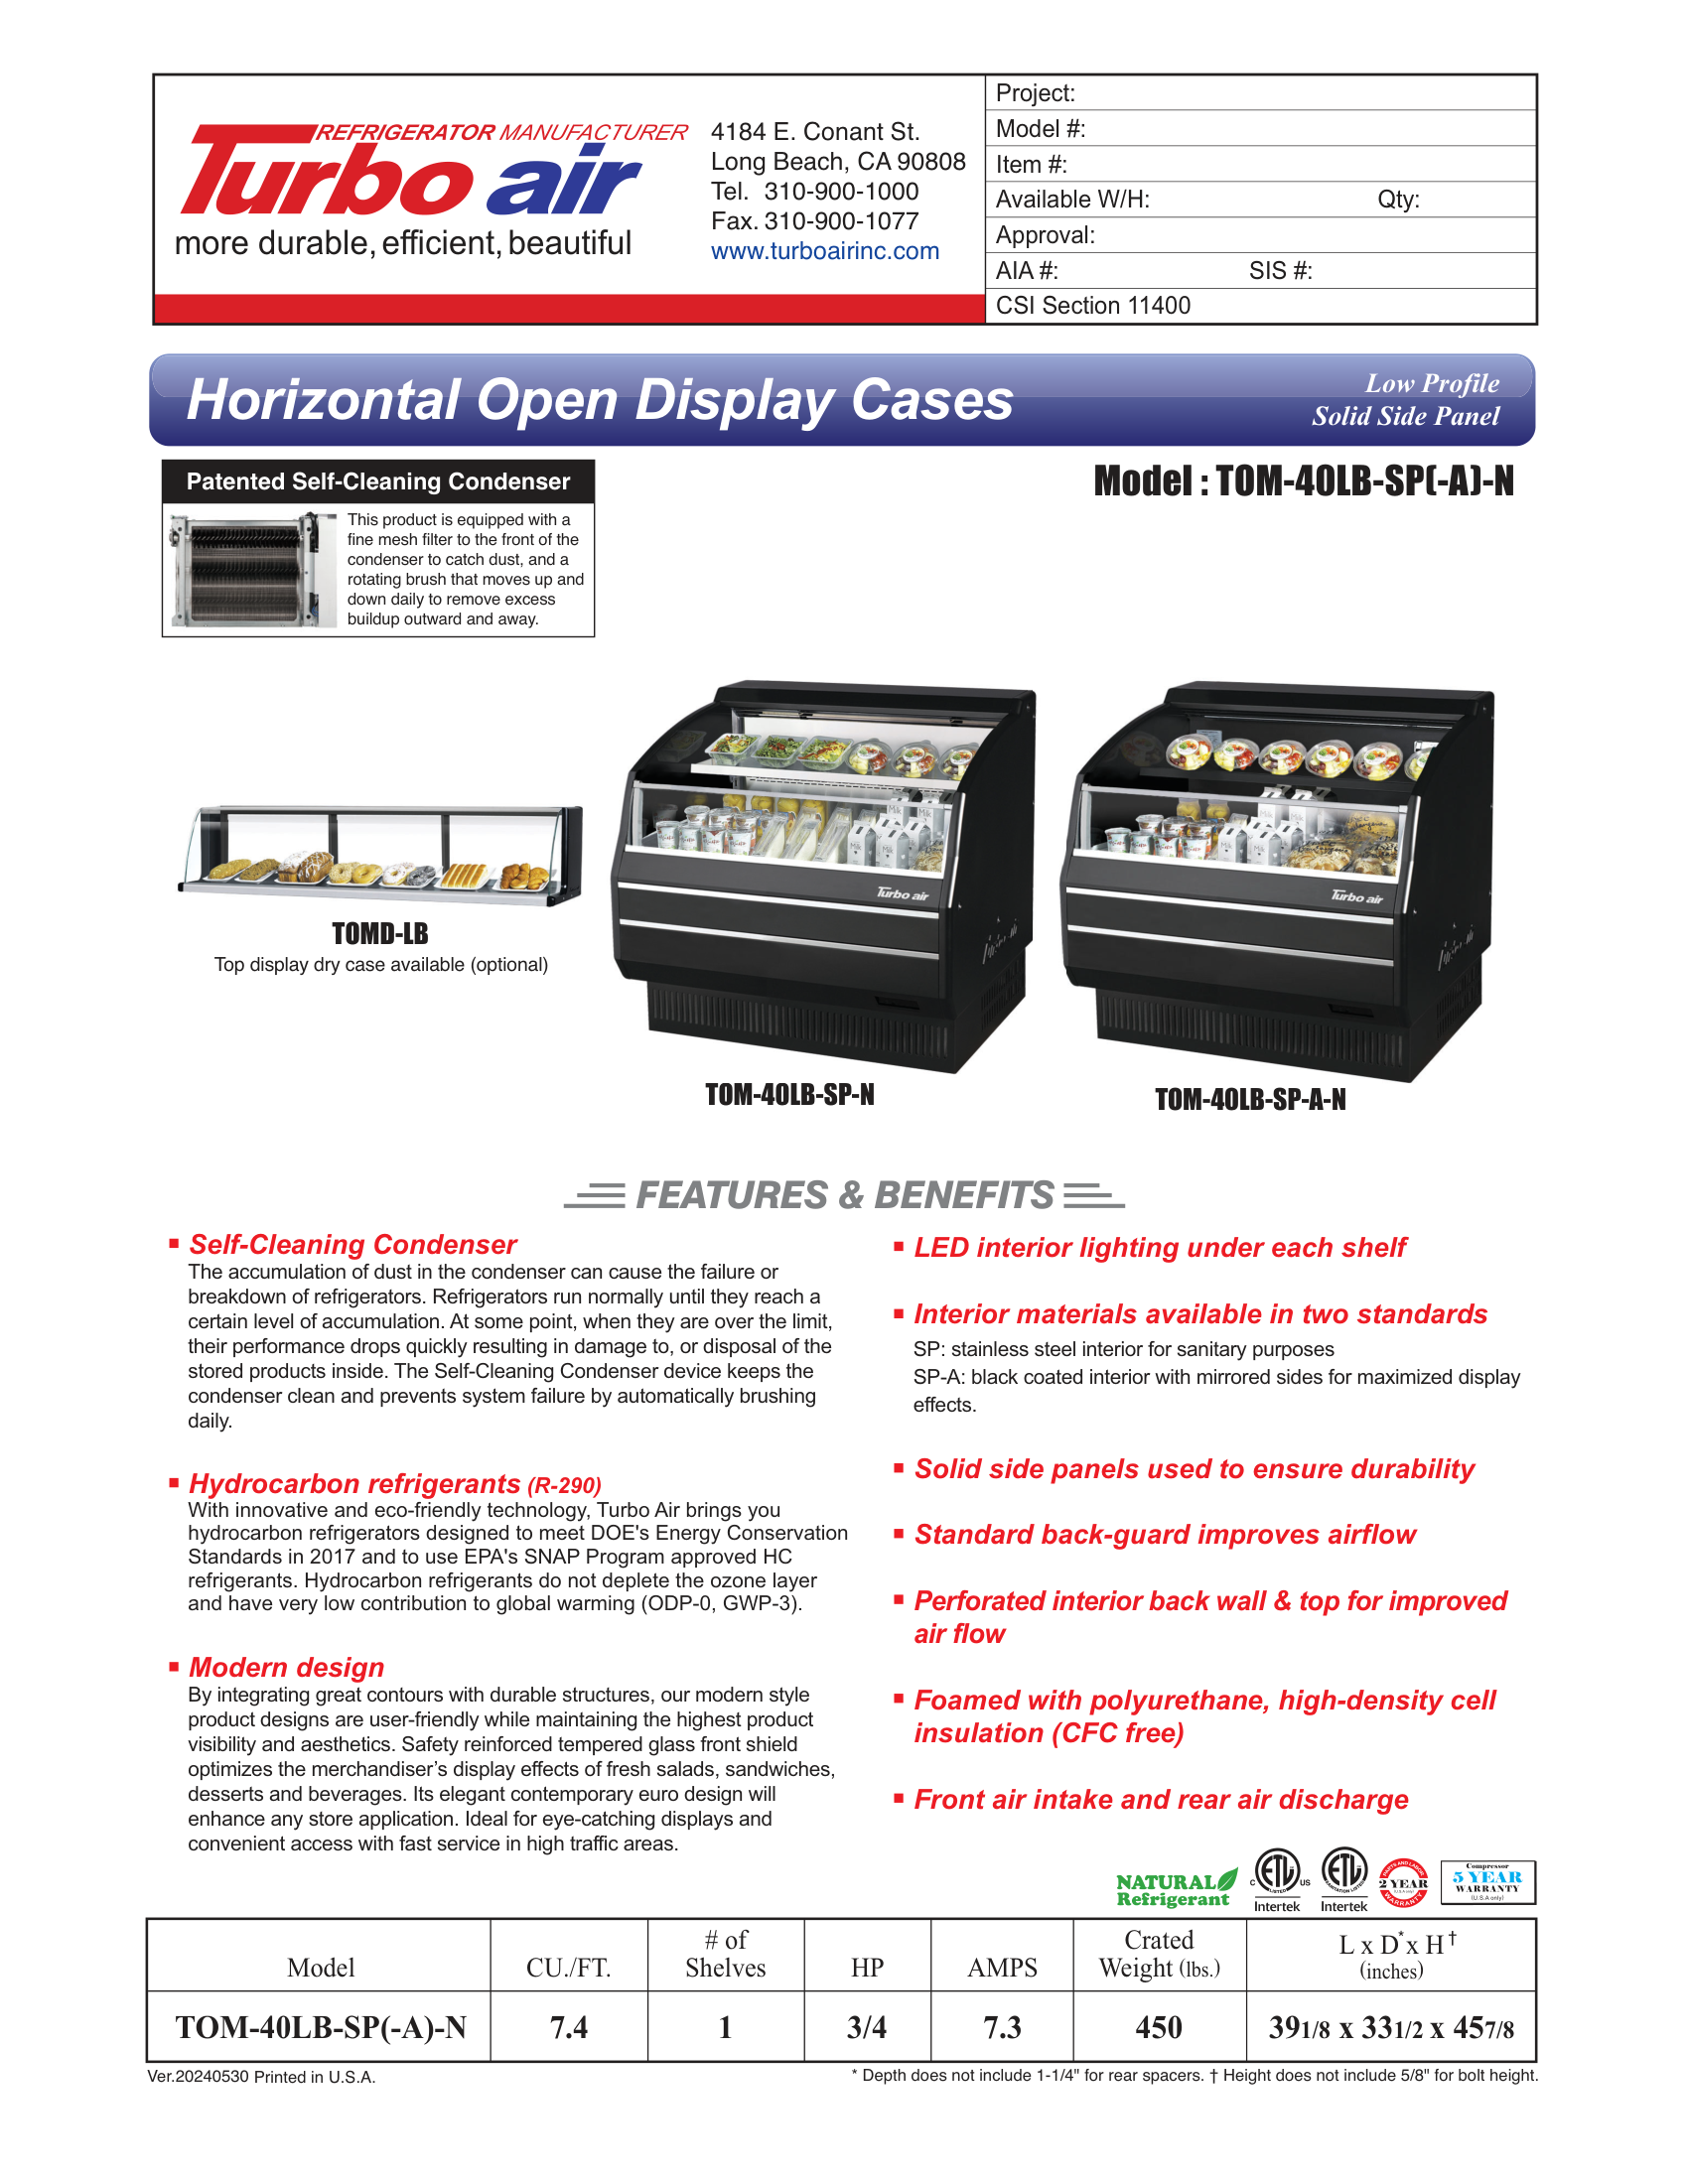 REFRIGERATOR MANUFACTURER
Turbo air
more durable, efficient, beautiful
4184 E. Conant St.
Long Beach, CA 90808
Tel. 310-900-1000
Fax. 310-900-1077
www.turboairinc.com
Project:
Model #:
Item #:
Available W/H: Qty:
Approval:
AIA #: SIS #:
CSI Section 11400
Horizontal Open Display Cases
Low Profile
Solid Side Panel
Patented Self-Cleaning Condenser
This product is equipped with a
fine mesh filter to the front of the
condenser to catch dust, and a
rotating brush that moves up and
down daily to remove excess
buildup outward and away.
Model : TOM-40LB-SP(-A)-N
Turbo air
Turbo air
TOMD-LB
Top display dry case available (optional)
TOM-40LB-SP-N
TOM-40LB-SP-A-N
FEATURES & BENEFITS
▪ Self-Cleaning Condenser
The accumulation of dust in the condenser can cause the failure or
breakdown of refrigerators. Refrigerators run normally until they reach a
certain level of accumulation. At some point, when they are over the limit,
their performance drops quickly resulting in damage to, or disposal of the
stored products inside. The Self-Cleaning Condenser device keeps the
condenser clean and prevents system failure by automatically brushing
daily.
▪ Hydrocarbon refrigerants (R-290)
With innovative and eco-friendly technology, Turbo Air brings you
hydrocarbon refrigerators designed to meet DOE's Energy Conservation
Standards in 2017 and to use EPA's SNAP Program approved HC
refrigerants. Hydrocarbon refrigerants do not deplete the ozone layer
and have very low contribution to global warming (ODP-0, GWP-3).
▪ Modern design
By integrating great contours with durable structures, our modern style
product designs are user-friendly while maintaining the highest product
visibility and aesthetics. Safety reinforced tempered glass front shield
optimizes the merchandiser’s display effects of fresh salads, sandwiches,
desserts and beverages. Its elegant contemporary euro design will
enhance any store application. Ideal for eye-catching displays and
convenient access with fast service in high traffic areas.
▪ LED interior lighting under each shelf
▪ Interior materials available in two standards
SP: stainless steel interior for sanitary purposes
SP-A: black coated interior with mirrored sides for maximized display
effects.
▪ Solid side panels used to ensure durability
▪ Standard back-guard improves airflow
▪ Perforated interior back wall & top for improved
air flow
▪ Foamed with polyurethane, high-density cell
insulation (CFC free)
▪ Front air intake and rear air discharge
NATURAL
Refrigerant
C ETL US
LISTED
Intertek
ETL
SANITATION LISTED
Intertek
PARTS AND LABOR
2 YEAR
WARRANTY
Compressor
5 YEAR
WARRANTY
(U.S.A only)
Model CU./FT. # of Shelves HP AMPS Crated Weight (lbs.) L x D* x H† (inches)
TOM-40LB-SP(-A)-N 7.4 1 3/4 7.3 450 39 1/8 x 33 1/2 x 45 7/8
Ver.20240530 Printed in U.S.A.
* Depth does not include 1-1/4" for rear spacers. † Height does not include 5/8" for bolt height.